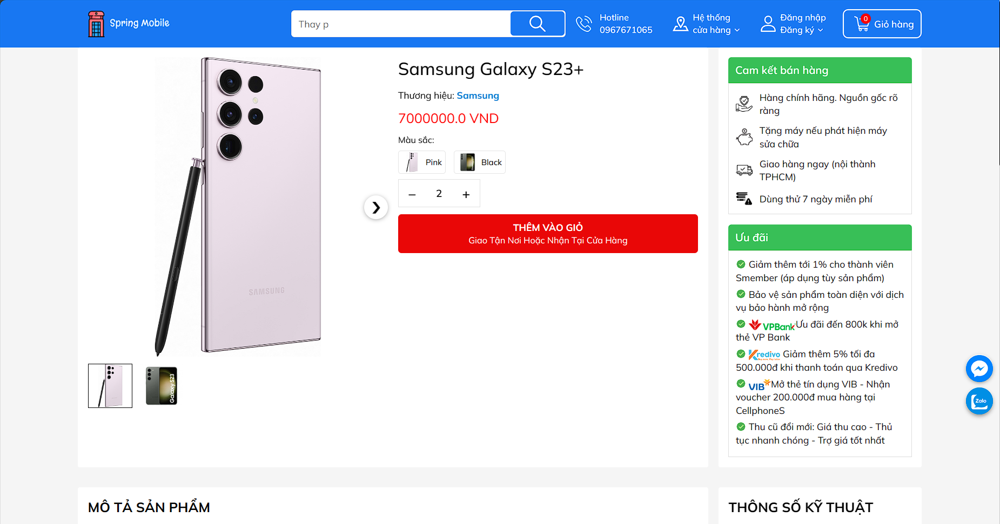 Spring Mobile
Thay p
Hotline
0967671065
Hệ thống
cửa hàng
Đăng nhập
Đăng ký
0
Giỏ hàng
SAMSUNG
Galaxy S23
Samsung Galaxy S23+
Thương hiệu: Samsung
7000000.0 VND
Màu sắc:
Pink
Black
− 2 +
THÊM VÀO GIỎ
Giao Tận Nơi Hoặc Nhận Tại Cửa Hàng
Cam kết bán hàng
Hàng chính hãng. Nguồn gốc rõ
ràng
Tặng máy nếu phát hiện máy
sửa chữa
Giao hàng ngay (nội thành
TPHCM)
Dùng thử 7 ngày miễn phí
Ưu đãi
Giảm thêm tới 1% cho thành viên
Smember (áp dụng tùy sản phẩm)
Bảo vệ sản phẩm toàn diện với dịch
vụ bảo hành mở rộng
VPBank Ưu đãi đến 800k khi mở
thẻ VP Bank
Kredivo Giảm thêm 5% tối đa
500.000đ khi thanh toán qua Kredivo
VIB Mở thẻ tín dụng VIB - Nhận
voucher 200.000đ mua hàng tại
CellphoneS
Thu cũ đổi mới: Giá thu cao - Thủ
tục nhanh chóng - Trợ giá tốt nhất
Zalo
MÔ TẢ SẢN PHẨM
THÔNG SỐ KỸ THUẬT